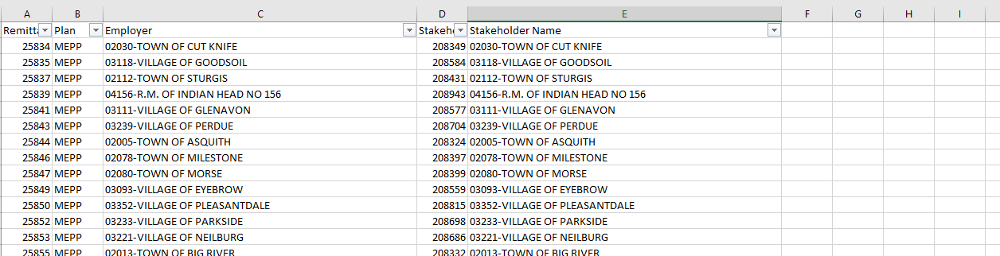 A B C D E F G H I
Remitta Plan Employer Stakeh Stakeholder Name
25834 MEPP 02030-TOWN OF CUT KNIFE 208349 02030-TOWN OF CUT KNIFE
25835 MEPP 03118-VILLAGE OF GOODSOIL 208584 03118-VILLAGE OF GOODSOIL
25837 MEPP 02112-TOWN OF STURGIS 208431 02112-TOWN OF STURGIS
25839 MEPP 04156-R.M. OF INDIAN HEAD NO 156 208943 04156-R.M. OF INDIAN HEAD NO 156
25841 MEPP 03111-VILLAGE OF GLENAVON 208577 03111-VILLAGE OF GLENAVON
25843 MEPP 03239-VILLAGE OF PERDUE 208704 03239-VILLAGE OF PERDUE
25844 MEPP 02005-TOWN OF ASQUITH 208324 02005-TOWN OF ASQUITH
25846 MEPP 02078-TOWN OF MILESTONE 208397 02078-TOWN OF MILESTONE
25847 MEPP 02080-TOWN OF MORSE 208399 02080-TOWN OF MORSE
25849 MEPP 03093-VILLAGE OF EYEBROW 208559 03093-VILLAGE OF EYEBROW
25850 MEPP 03352-VILLAGE OF PLEASANTDALE 208815 03352-VILLAGE OF PLEASANTDALE
25852 MEPP 03233-VILLAGE OF PARKSIDE 208698 03233-VILLAGE OF PARKSIDE
25853 MEPP 03221-VILLAGE OF NEILBURG 208686 03221-VILLAGE OF NEILBURG
25855 MEPP 02013-TOWN OF BIG RIVER 208332 02013-TOWN OF BIG RIVER